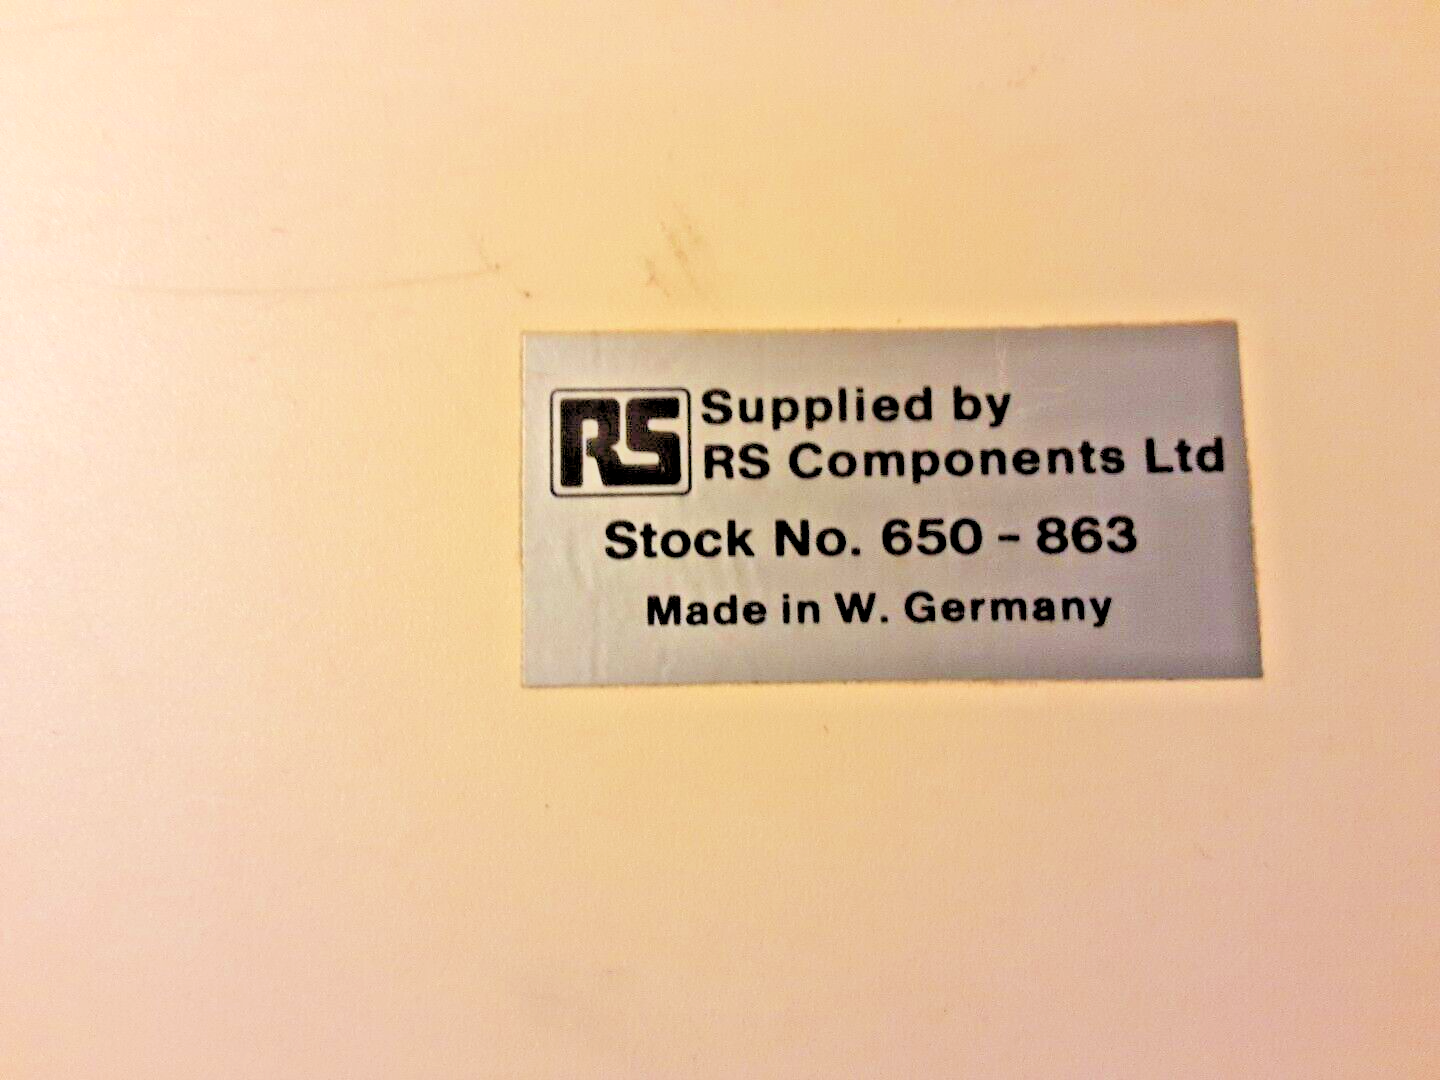 RS Supplied by
RS Components Ltd
Stock No. 650 - 863
Made in W. Germany